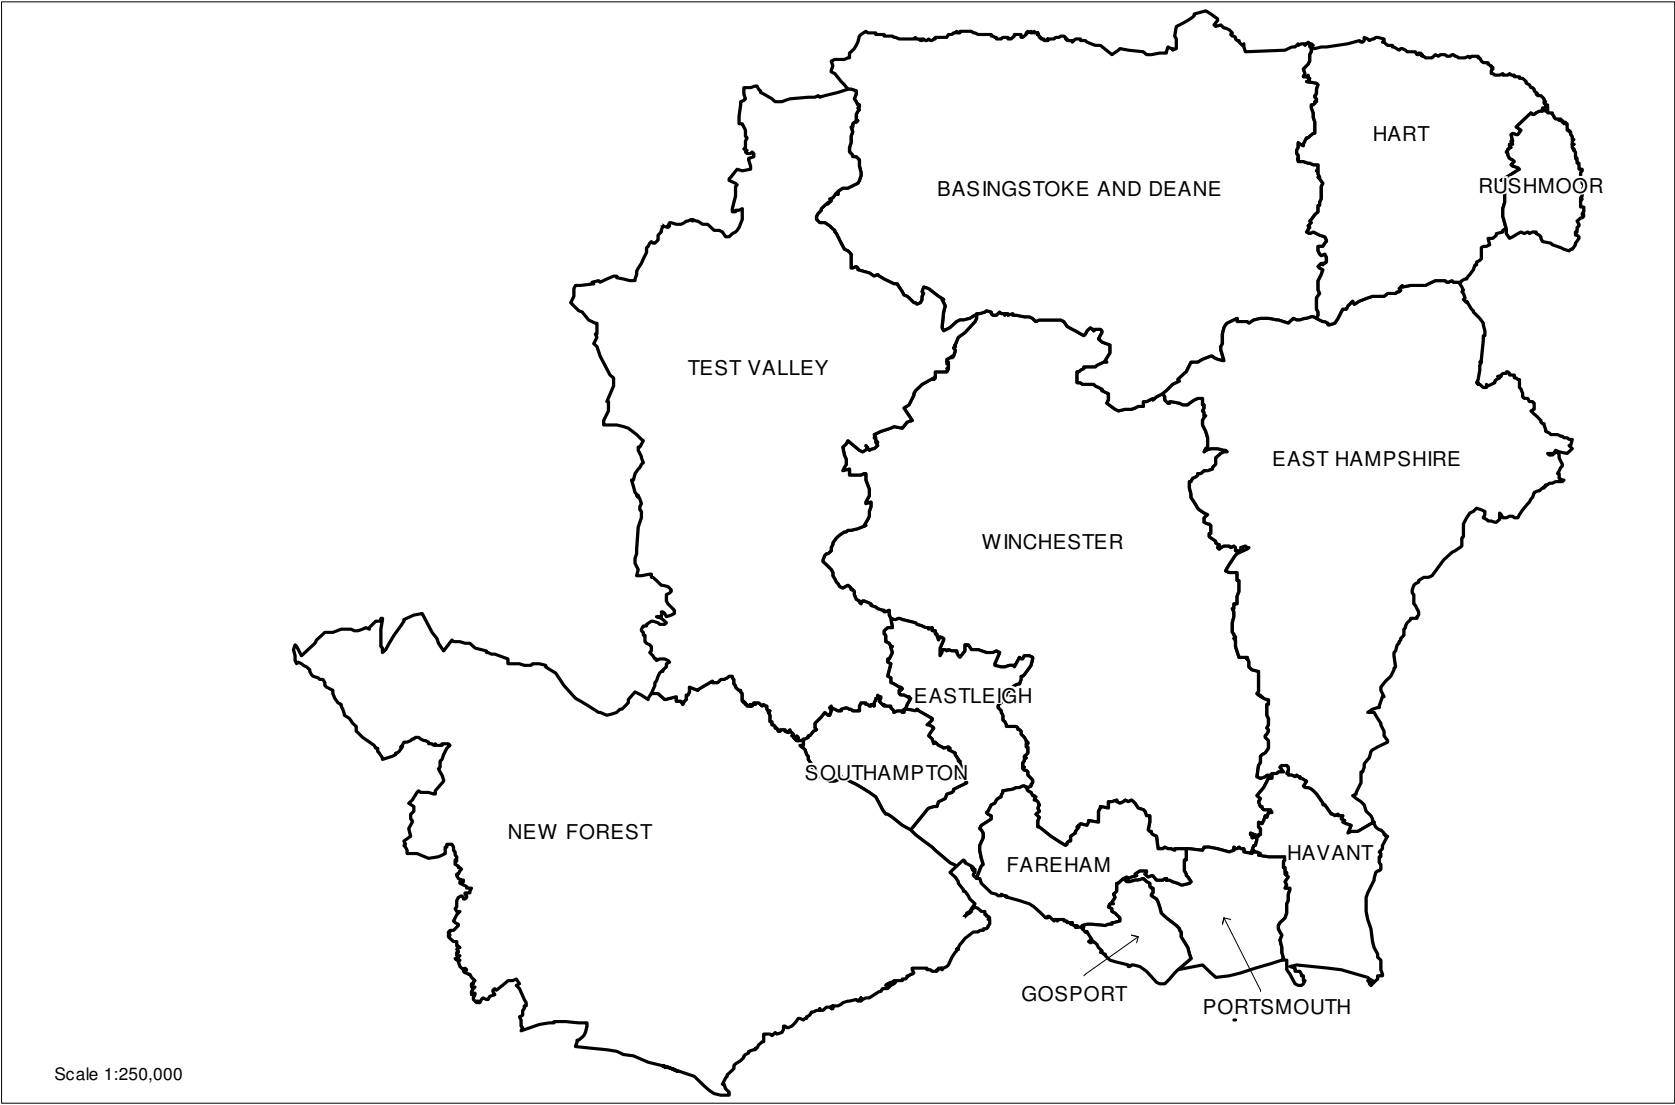 HART
RUSHMOOR
BASINGSTOKE AND DEANE
TEST VALLEY
EAST HAMPSHIRE
WINCHESTER
EASTLEIGH
SOUTHAMPTON
NEW FOREST
HAVANT
FAREHAM
GOSPORT
PORTSMOUTH
Scale 1:250,000